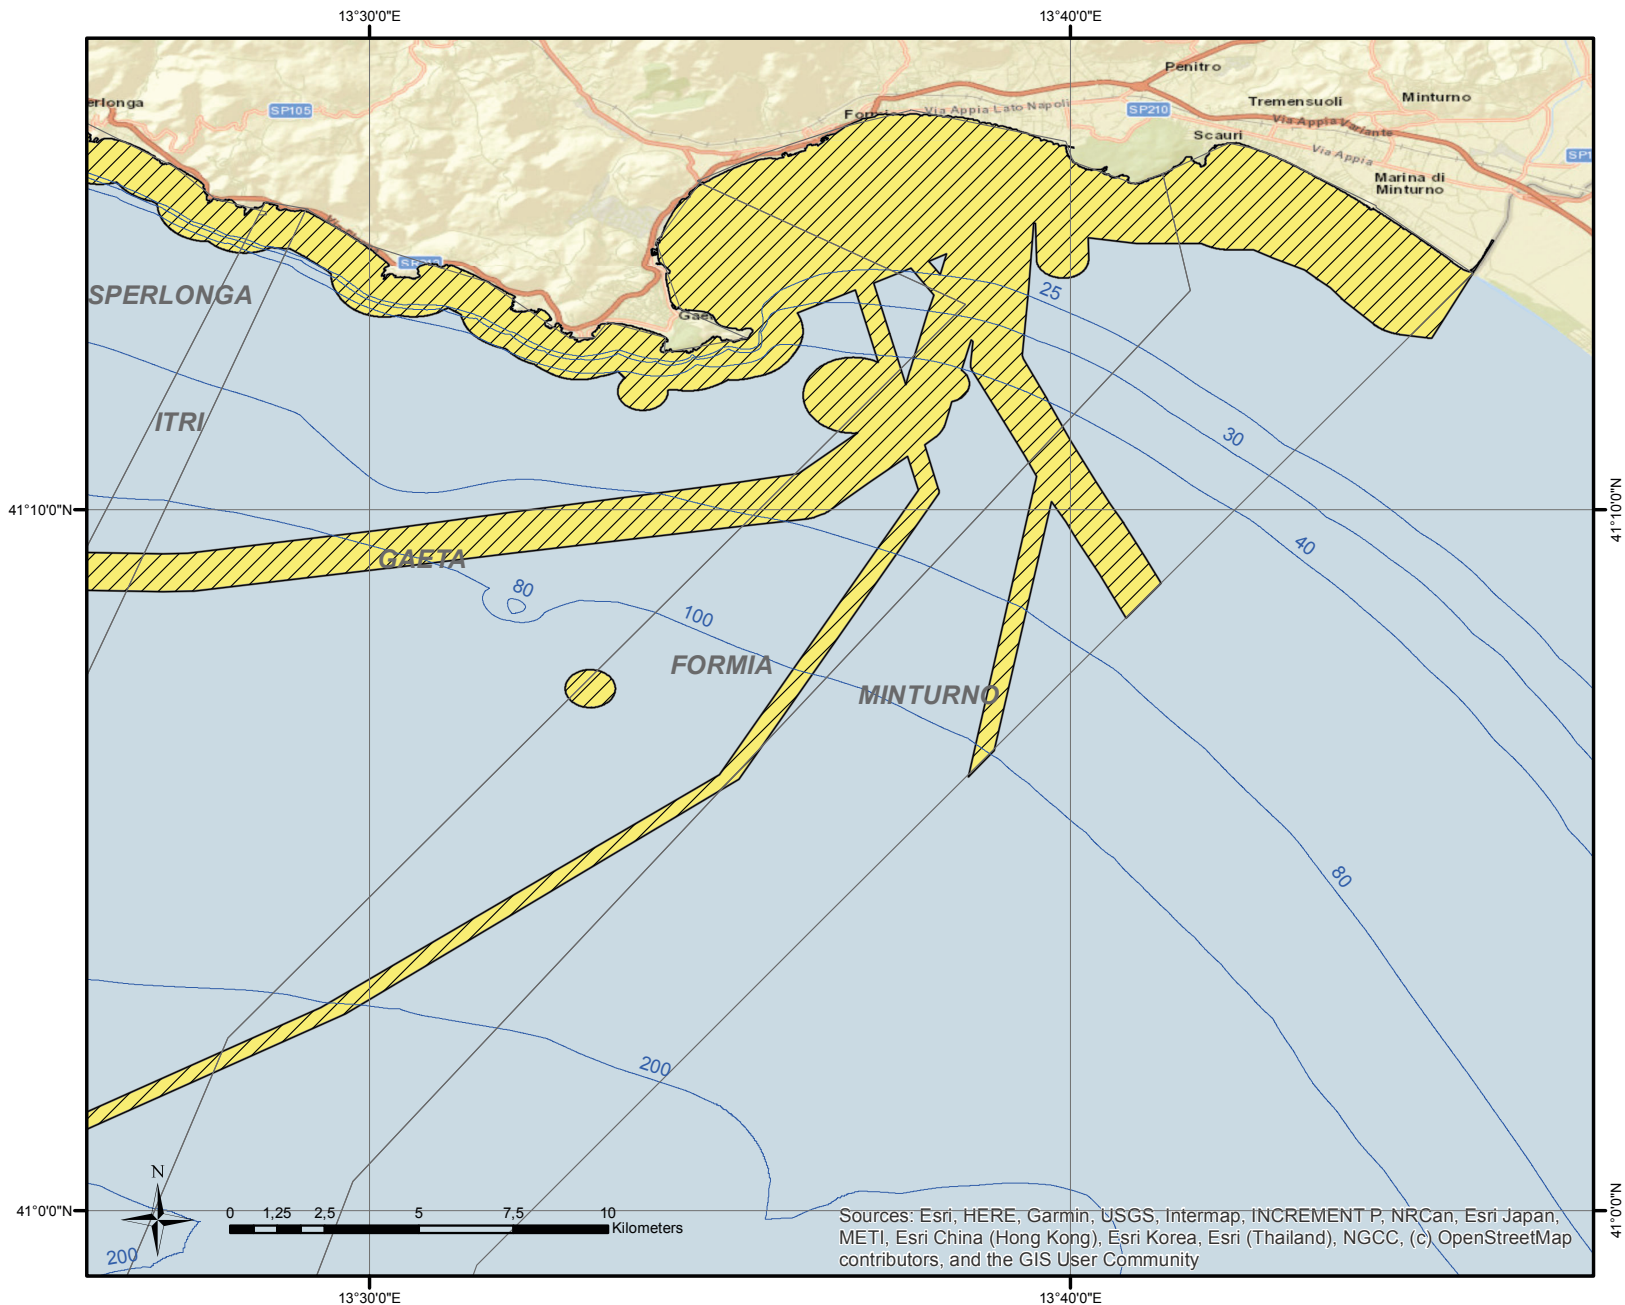 13°30'0"E
13°40'0"E
Penitro
erlonga
SP105
Via Appia Lato Napoli
SP210
Tremensuoli
Minturno
Via Appia Variante
Scauri
Via Appia
SP1
Marina di
Minturno
Gaet
SPERLONGA
25
ITRI
30
41°10'0"N
41°10'0"N
40
GAETA
80
100
FORMIA
MINTURNO
80
200
N
41°0'0"N
41°0'0"N
0 1,25 2,5 5 7,5 10
Kilometers
200
Sources: Esri, HERE, Garmin, USGS, Intermap, INCREMENT P, NRCan, Esri Japan,
METI, Esri China (Hong Kong), Esri Korea, Esri (Thailand), NGCC, (c) OpenStreetMap
contributors, and the GIS User Community
13°30'0"E
13°40'0"E